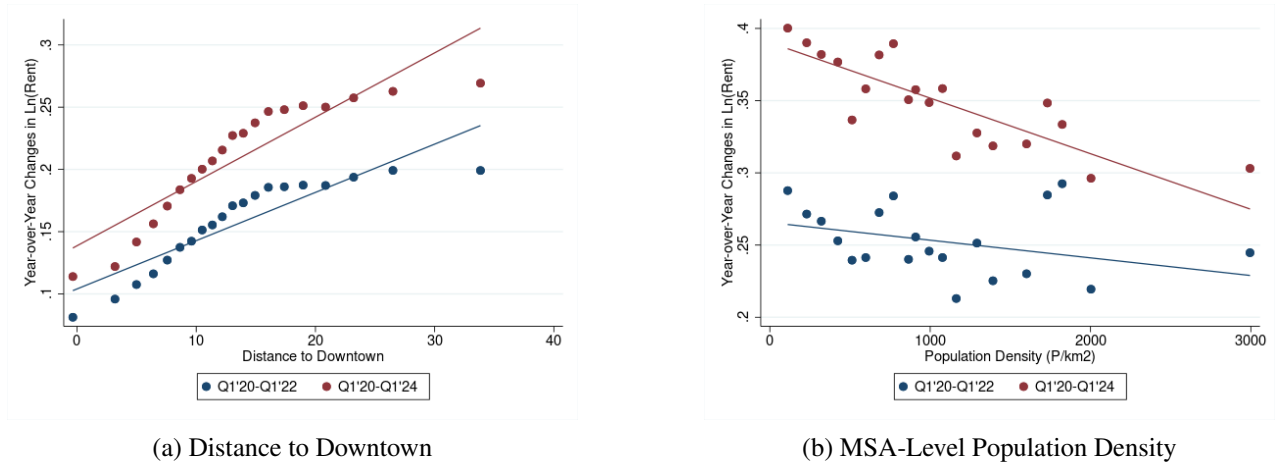 Year-over-Year Changes in Ln(Rent)
.3
.25
.2
.15
.1
0
10
20
30
40
Distance to Downtown
Q1'20-Q1'22
Q1'20-Q1'24
(a) Distance to Downtown
Year-over-Year Changes in Ln(Rent)
.4
.35
.3
.25
.2
0
1000
2000
3000
Population Density (P/km2)
Q1'20-Q1'22
Q1'20-Q1'24
(b) MSA-Level Population Density